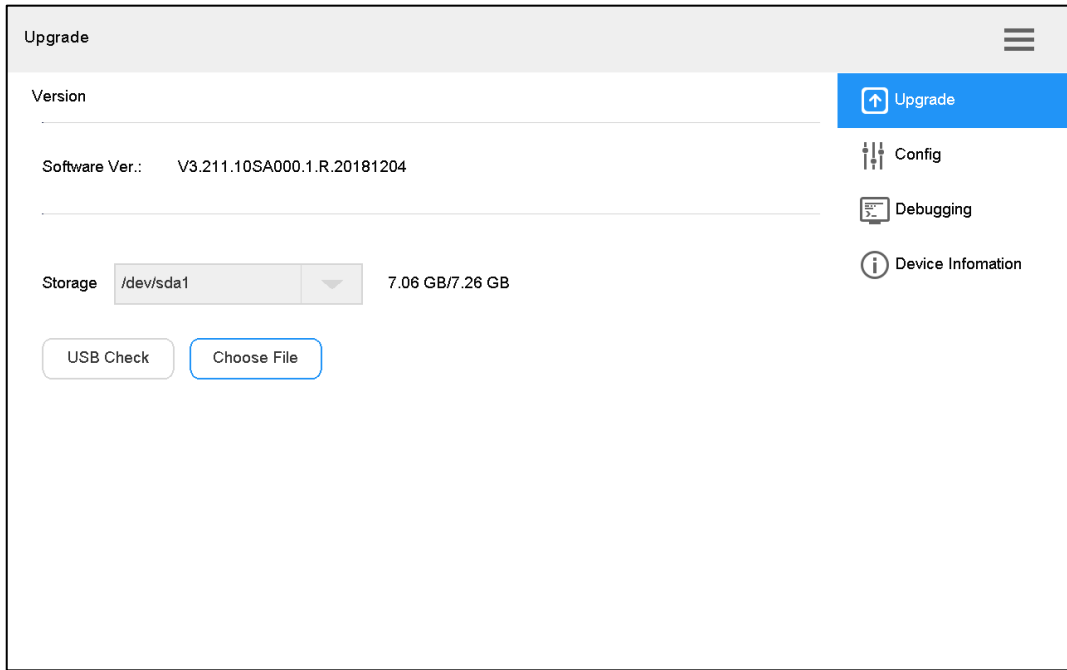 Upgrade
Version
Software Ver.: V3.211.10SA000.1.R.20181204
Storage /dev/sda1 7.06 GB/7.26 GB
USB Check Choose File
Upgrade
Config
Debugging
Device Infomation